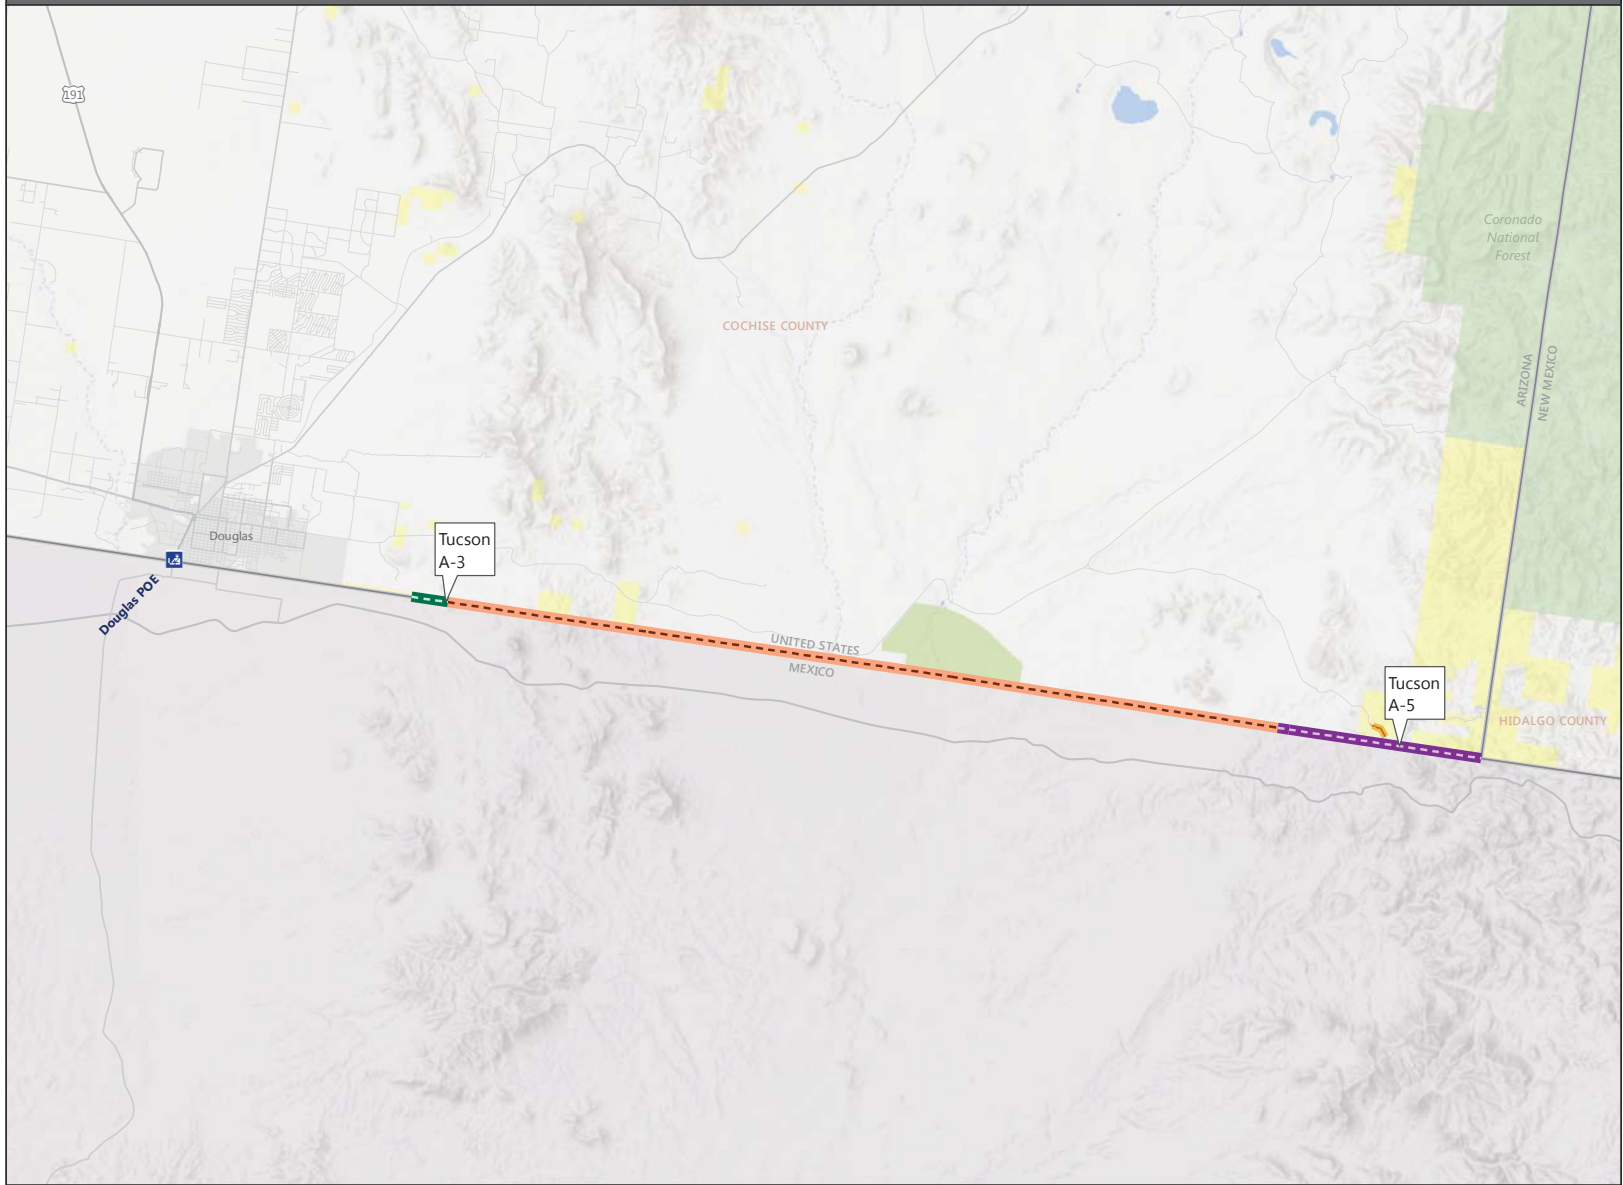 191
Coronado
National
Forest
COCHISE COUNTY
ARIZONA
NEW MEXICO
Douglas
Tucson
A-3
Douglas POE
UNITED STATES
MEXICO
Tucson
A-5
HIDALGO COUNTY